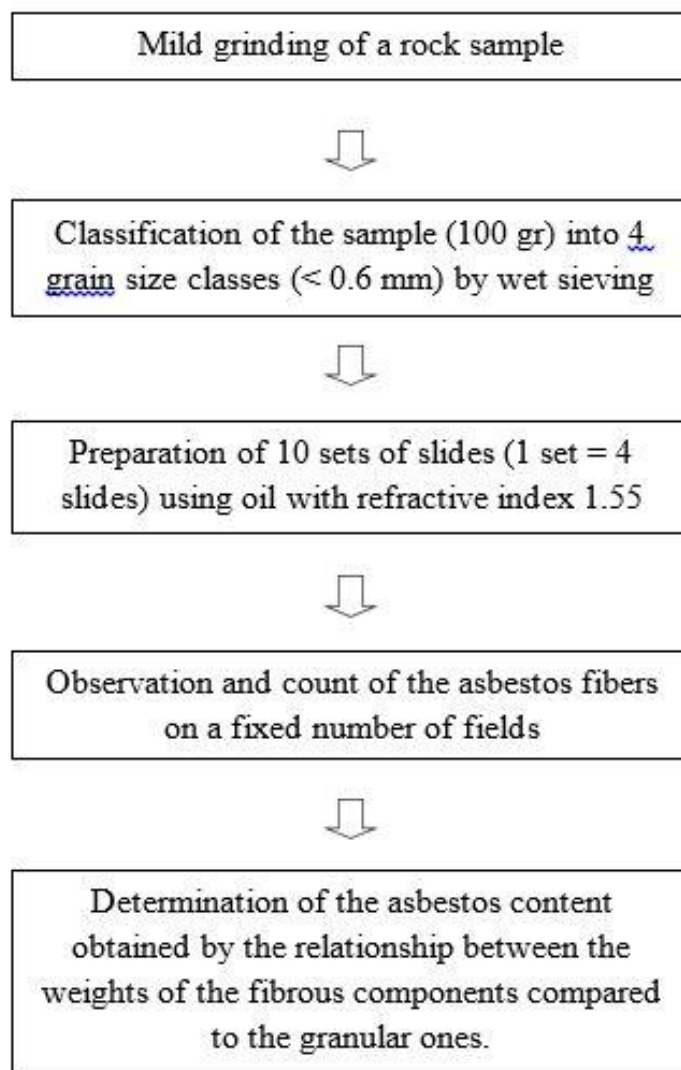 Mild grinding of a rock sample
Classification of the sample (100 gr) into 4
grain size classes (< 0.6 mm) by wet sieving
Preparation of 10 sets of slides (1 set = 4
slides) using oil with refractive index 1.55
Observation and count of the asbestos fibers
on a fixed number of fields
Determination of the asbestos content
obtained by the relationship between the
weights of the fibrous components compared
to the granular ones.